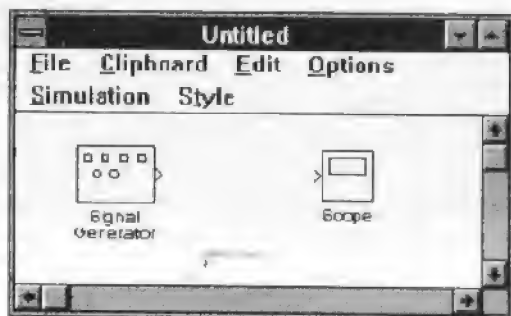 Untitled
File Clipboard Edit Options
Simulation Style
Signal
Generator
Scope